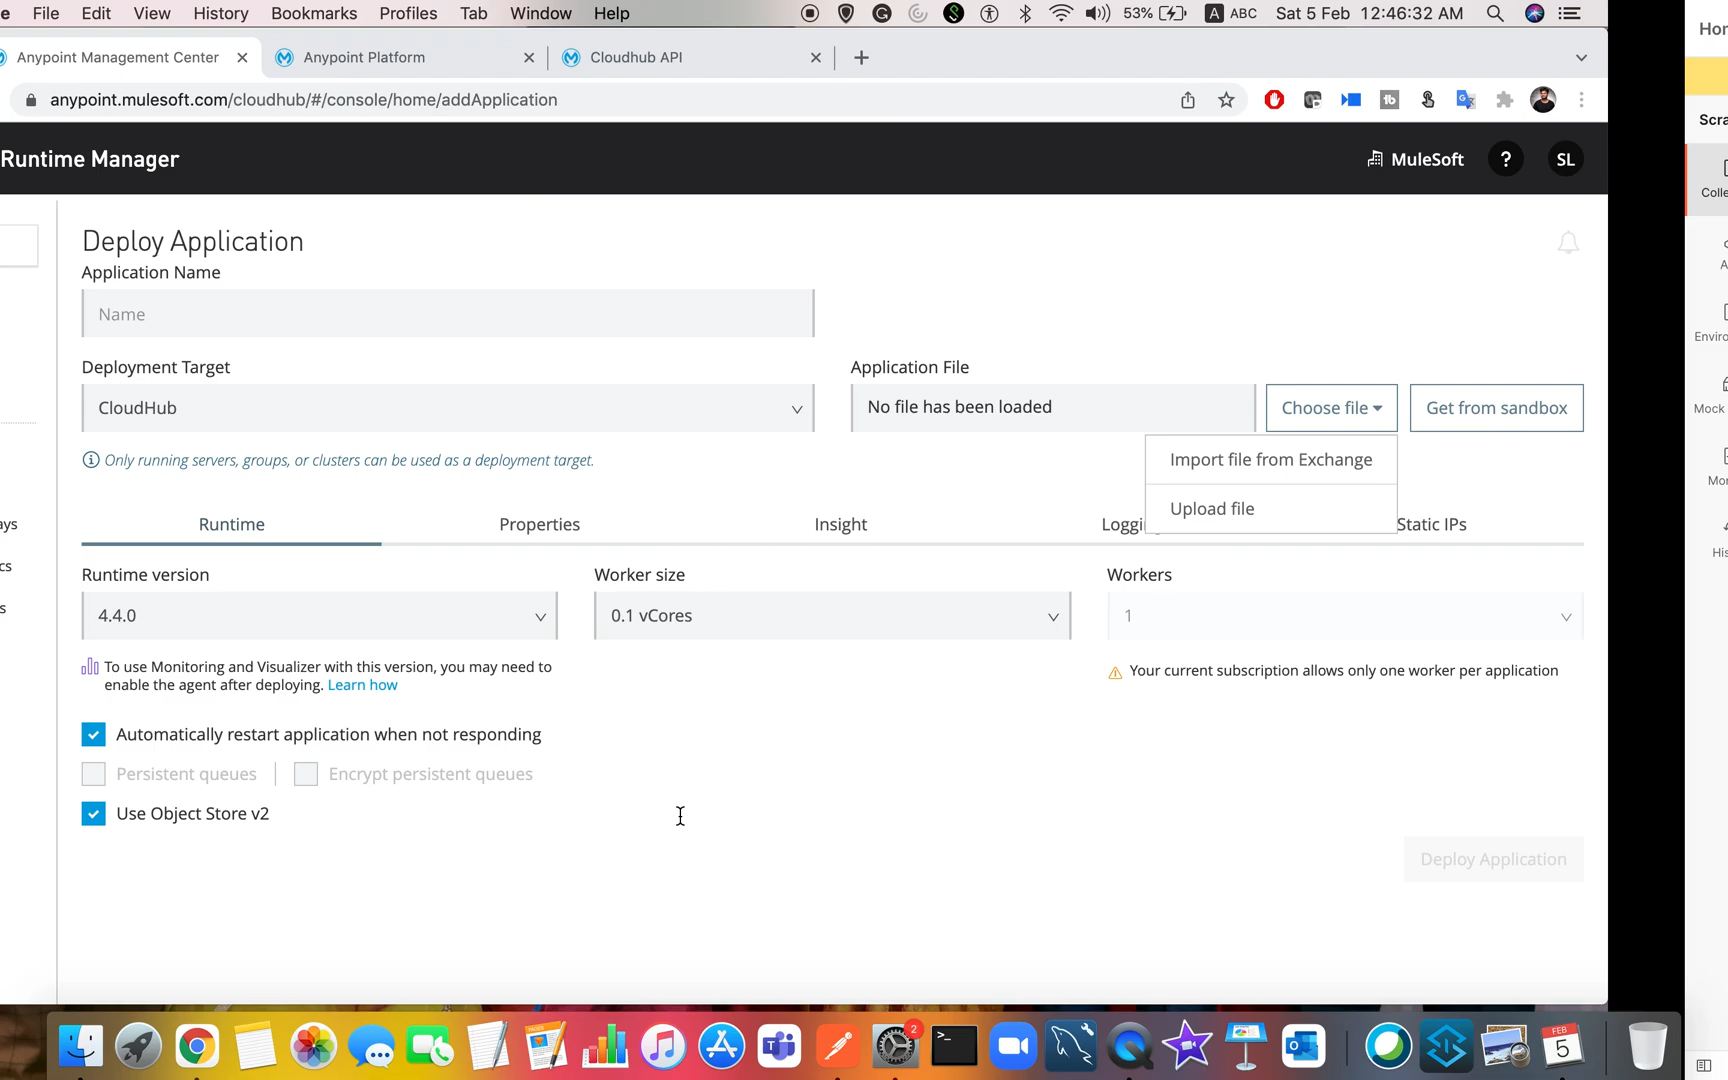 e File Edit View History Bookmarks Profiles Tab Window Help 53% A ABC Sat 5 Feb 12:46:32 AM
Anypoint Management Center Anypoint Platform Cloudhub API
anypoint.mulesoft.com/cloudhub/#/console/home/addApplication
Runtime Manager MuleSoft ? SL
Deploy Application
Application Name
Name
Deployment Target Application File
CloudHub No file has been loaded Choose file Get from sandbox
Only running servers, groups, or clusters can be used as a deployment target.
Import file from Exchange
Upload file
Runtime Properties Insight Loggi Static IPs
Runtime version Worker size Workers
4.4.0 0.1 vCores 1
To use Monitoring and Visualizer with this version, you may need to
enable the agent after deploying. Learn how
Your current subscription allows only one worker per application
Automatically restart application when not responding
Persistent queues Encrypt persistent queues
Use Object Store v2
Deploy Application
ays
cs
s
Hor
Scra
Colle
A
Enviro
Mock
Mor
His
2
FEB
5